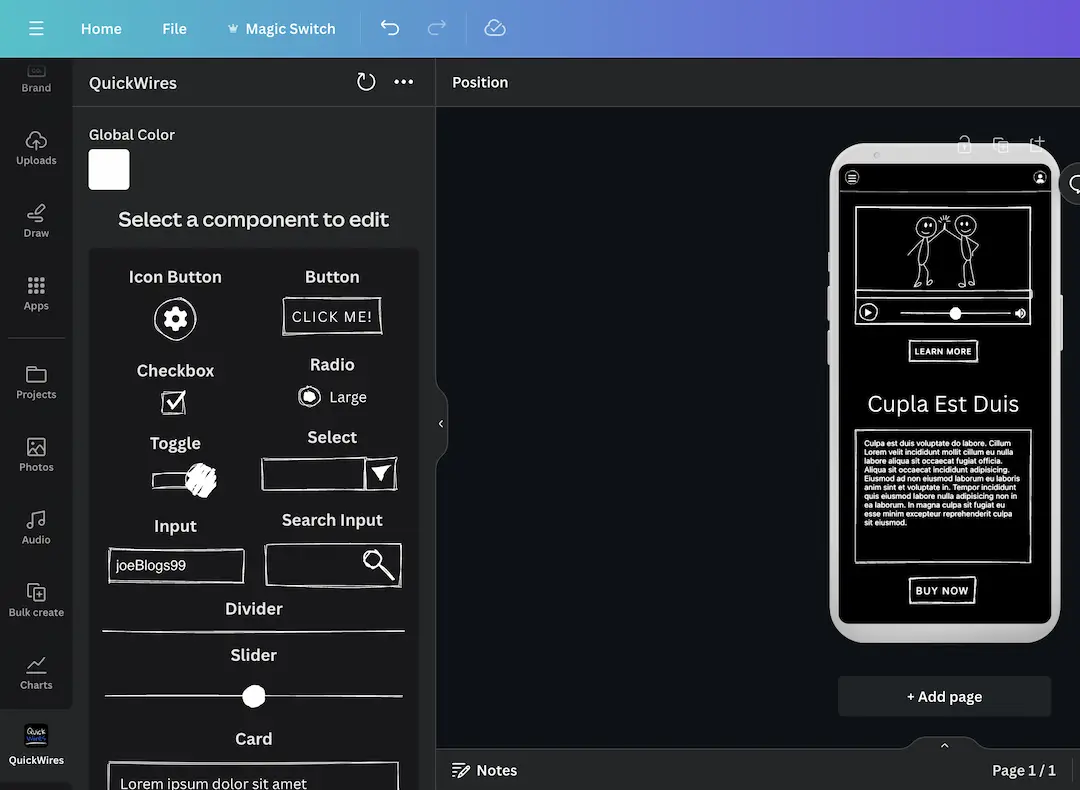 Home File Magic Switch
Brand
Uploads
Draw
Apps
Projects
Photos
Audio
Bulk create
Charts
QuickWires
QuickWires
Global Color
Select a component to edit
Icon Button Button
CLICK ME!
Checkbox Radio
Large
Toggle Select
Input Search Input
joeBlogs99
Divider
Slider
Card
Lorem ipsum dolor sit amet
Position
LEARN MORE
Cupla Est Duis
Culpa est duis voluptate do labore. Cillum
Lorem velit incididunt mollit cillum eu nulla
labore aliqua sit occaecat fugiat officia.
Aliqua sit occaecat incididunt adipisicing.
Eiusmod ad non eiusmod laborum eu laboris
anim sint et voluptate in. Tempor incididunt
quis eiusmod labore nulla adipisicing non in
ea laborum. In magna culpa sit fugiat eu
esse minim excepteur reprehenderit culpa
sit eiusmod.
BUY NOW
+ Add page
Notes Page 1 / 1